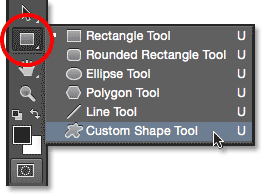 Rectangle Tool U
Rounded Rectangle Tool U
Ellipse Tool U
Polygon Tool U
Line Tool U
Custom Shape Tool U